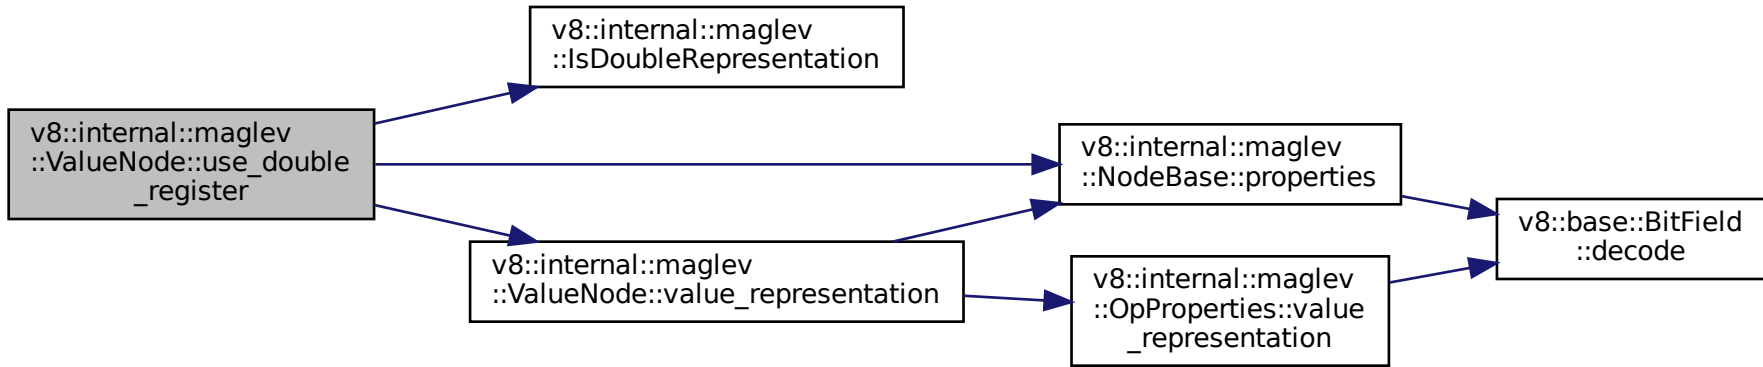 v8::internal::maglev
::IsDoubleRepresentation
v8::internal::maglev
::ValueNode::use_double
_register
v8::internal::maglev
::NodeBase::properties
v8::base::BitField
::decode
v8::internal::maglev
::ValueNode::value_representation
v8::internal::maglev
::OpProperties::value
_representation